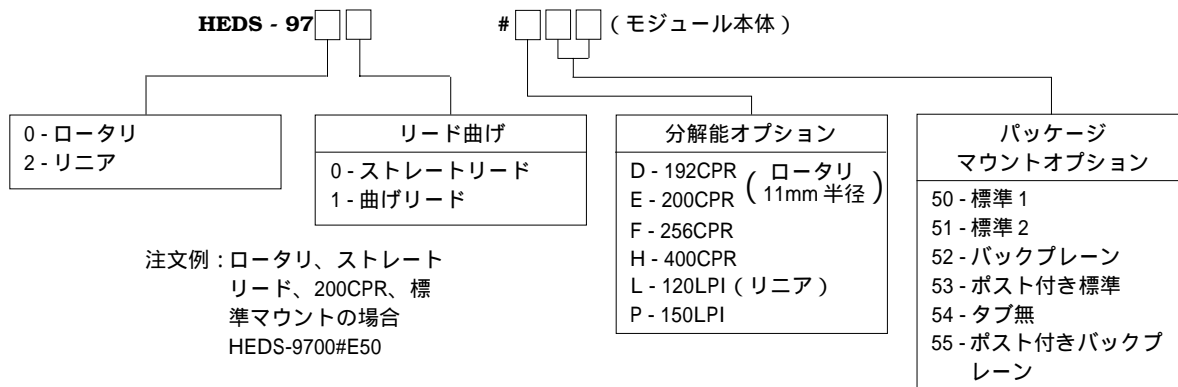 HEDS - 97□□ #□□□(モジュール本体)
0 - ロータリ
2 - リニア
リード曲げ
0 - ストレートリード
1 - 曲げリード
分解能オプション
D - 192CPR
E - 200CPR
(ロータリ
11mm 半径)
F - 256CPR
H - 400CPR
L - 120LPI(リニア)
P - 150LPI
パッケージ
マウントオプション
50 - 標準 1
51 - 標準 2
52 - バックプレーン
53 - ポスト付き標準
54 - タブ無
55 - ポスト付きバックプ
レーン
注文例:ロータリ、ストレート
リード、200CPR、標
準マウントの場合
HEDS-9700#E50